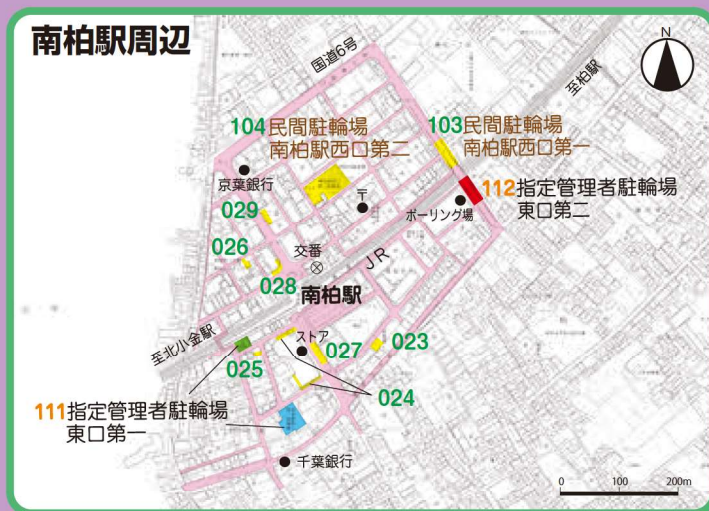 南柏駅周辺
N
国道6号
至柏駅
104民間駐輪場
南柏駅西口第二
103民間駐輪場
南柏駅西口第一
京葉銀行
〒
112指定管理者駐輪場
東口第二
ボーリング場
029
交番
026
028
JR
南柏駅
至北小金駅
ストア
023
027
025
024
111指定管理者駐輪場
東口第一
千葉銀行
0 100 200m